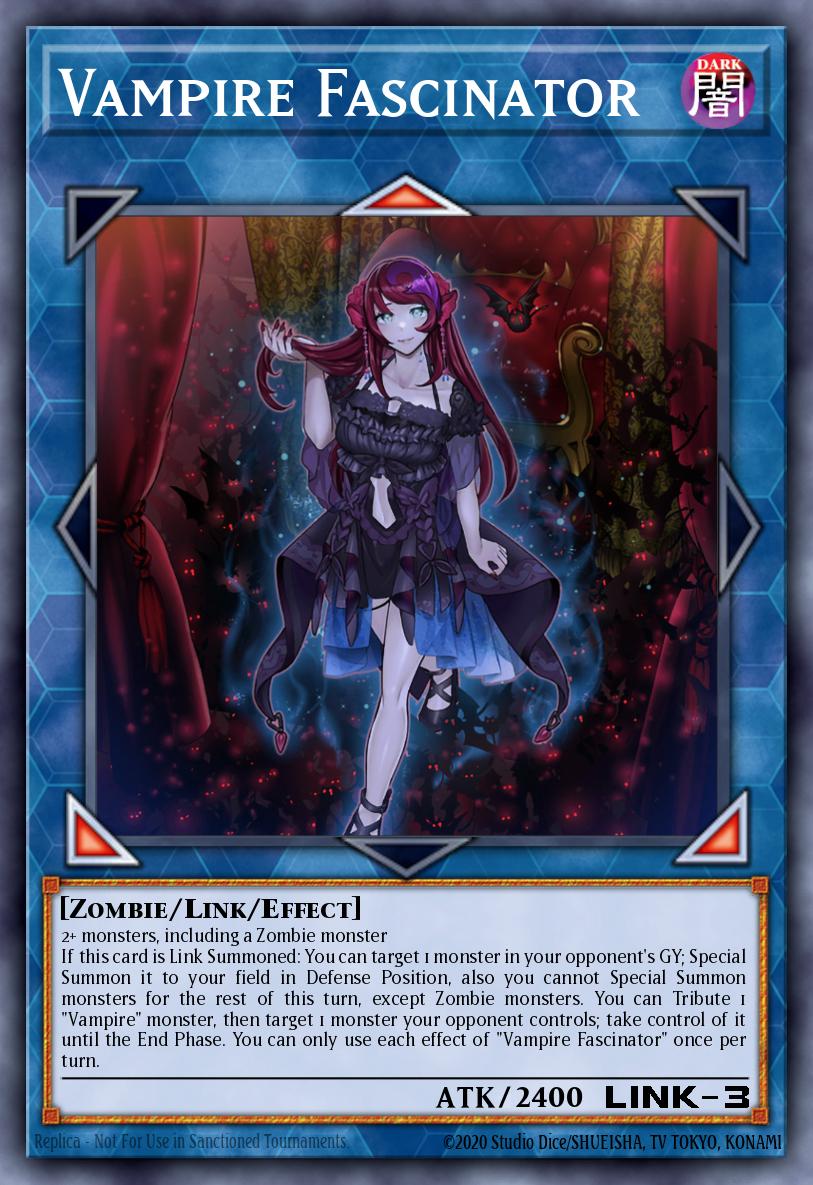 Vampire Fascinator
DARK
闇
[Zombie/Link/Effect]
2+ monsters, including a Zombie monster
If this card is Link Summoned: You can target 1 monster in your opponent's GY; Special
Summon it to your field in Defense Position, also you cannot Special Summon
monsters for the rest of this turn, except Zombie monsters. You can Tribute 1
"Vampire" monster, then target 1 monster your opponent controls; take control of it
until the End Phase. You can only use each effect of "Vampire Fascinator" once per
turn.
ATK/2400 LINK-3
Replica - Not For Use in Sanctioned Tournaments. ©2020 Studio Dice/SHUEISHA, TV TOKYO, KONAMI